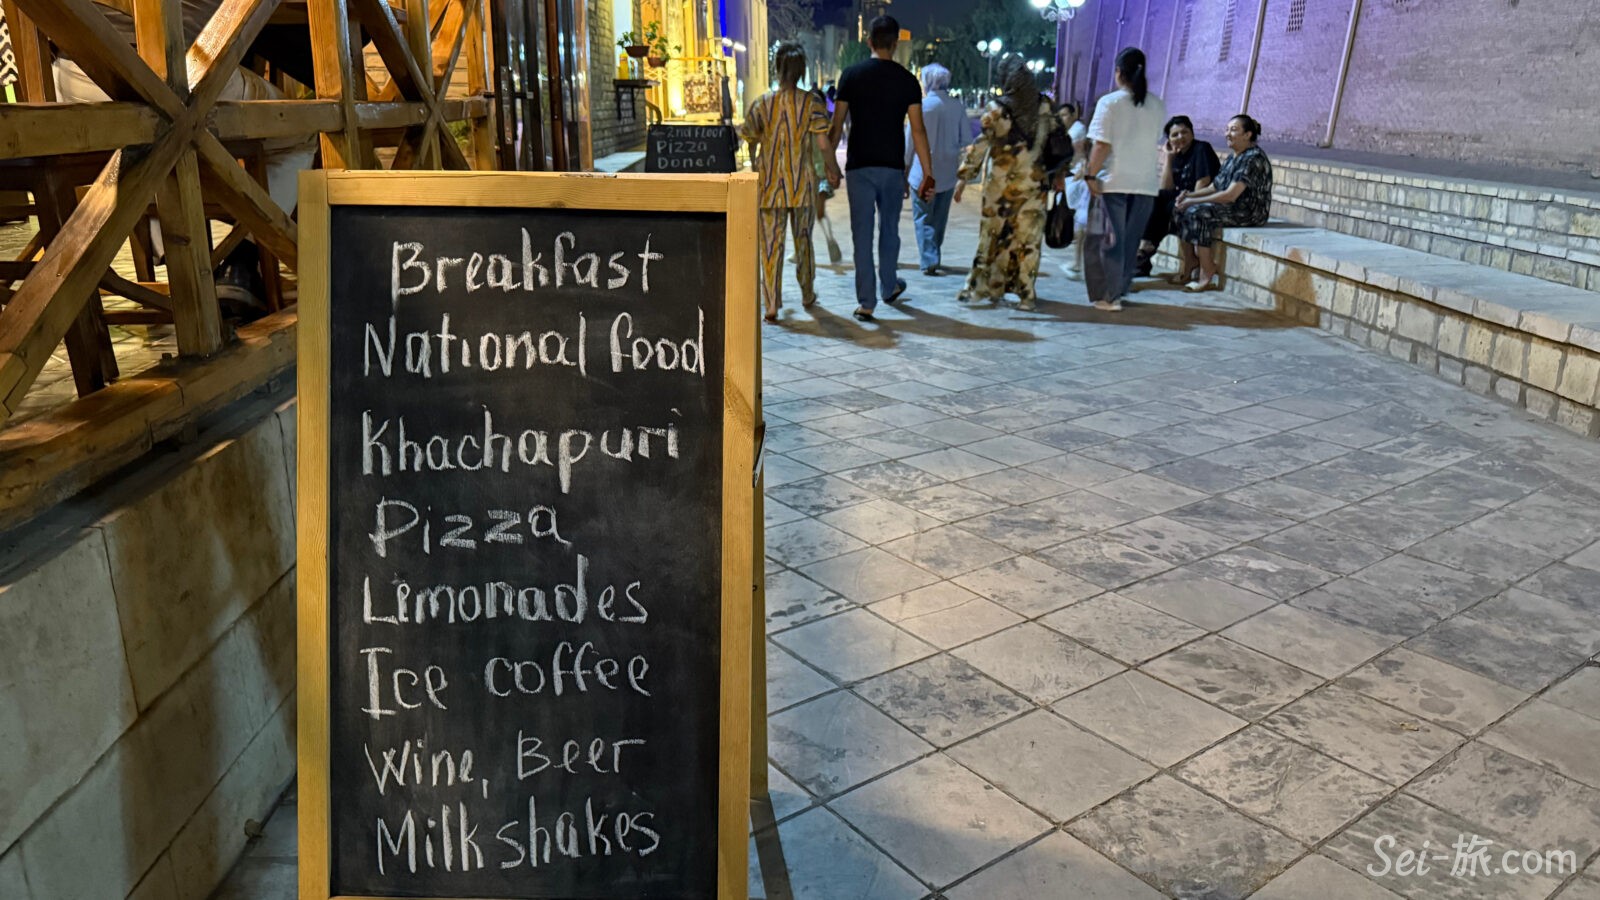 ←2nd floor
Pizza
Doner
Breakfast
National food
Khachapuri
Pizza
Limonades
Ice coffee
Wine, Beer
Milkshakes
Sei-旅.com